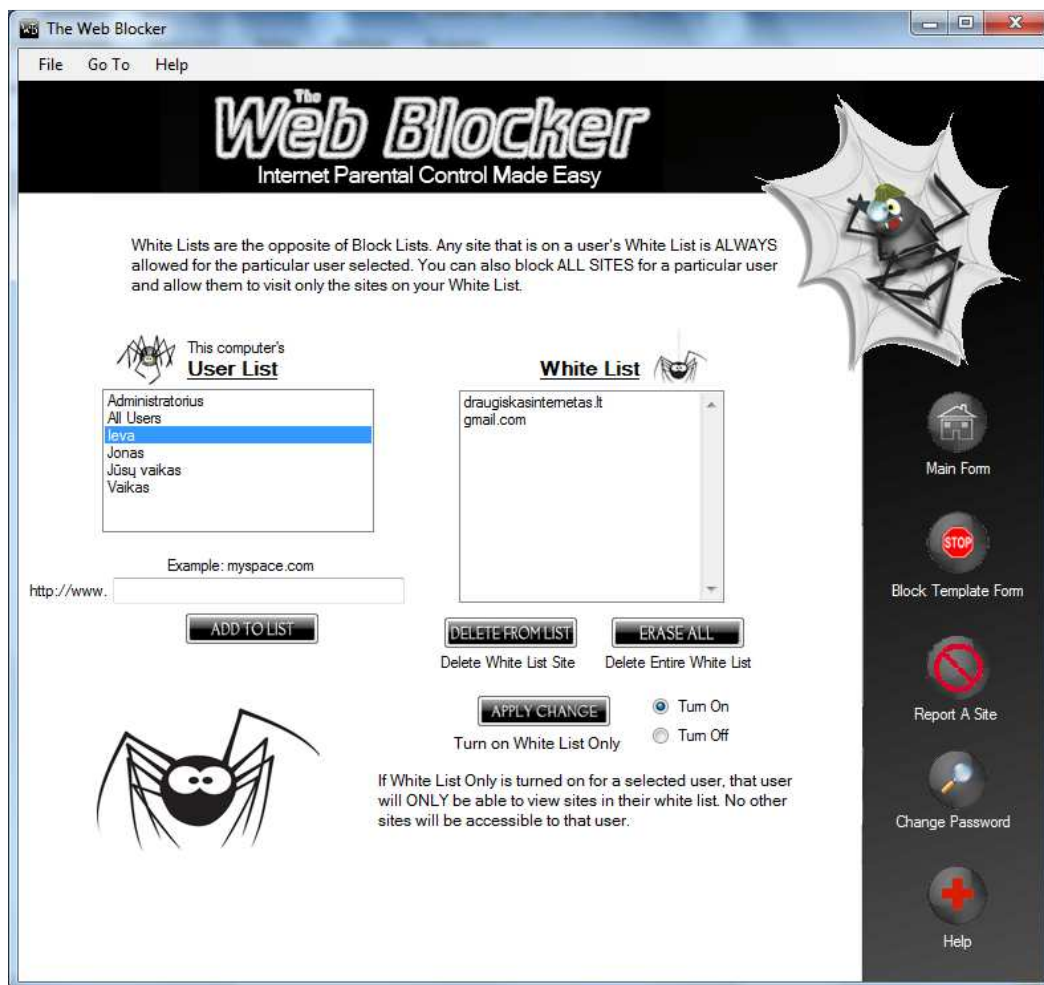 The Web Blocker
File Go To Help
The
Web Blocker
Internet Parental Control Made Easy
White Lists are the opposite of Block Lists. Any site that is on a user's White List is ALWAYS
allowed for the particular user selected. You can also block ALL SITES for a particular user
and allow them to visit only the sites on your White List.
This computer's
User List
Administratorius
All Users
Ieva
Jonas
Jūsų vaikas
Vaikas
Example: myspace.com
http://www.
ADD TO LIST
White List
draugiskasinternetas.lt
gmail.com
DELETE FROM LIST
Delete White List Site
ERASE ALL
Delete Entire White List
APPLY CHANGE
Turn on White List Only
Turn On
Turn Off
If White List Only is turned on for a selected user, that user
will ONLY be able to view sites in their white list. No other
sites will be accessible to that user.
Main Form
STOP
Block Template Form
Report A Site
Change Password
Help